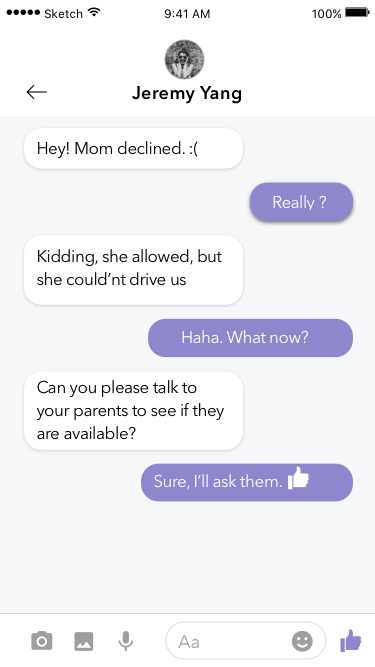 Sketch 9:41 AM 100%
Jeremy Yang
Hey! Mom declined. :(
Really ?
Kidding, she allowed, but
she could'nt drive us
Haha. What now?
Can you please talk to
your parents to see if they
are available?
Sure, I'll ask them.
Aa